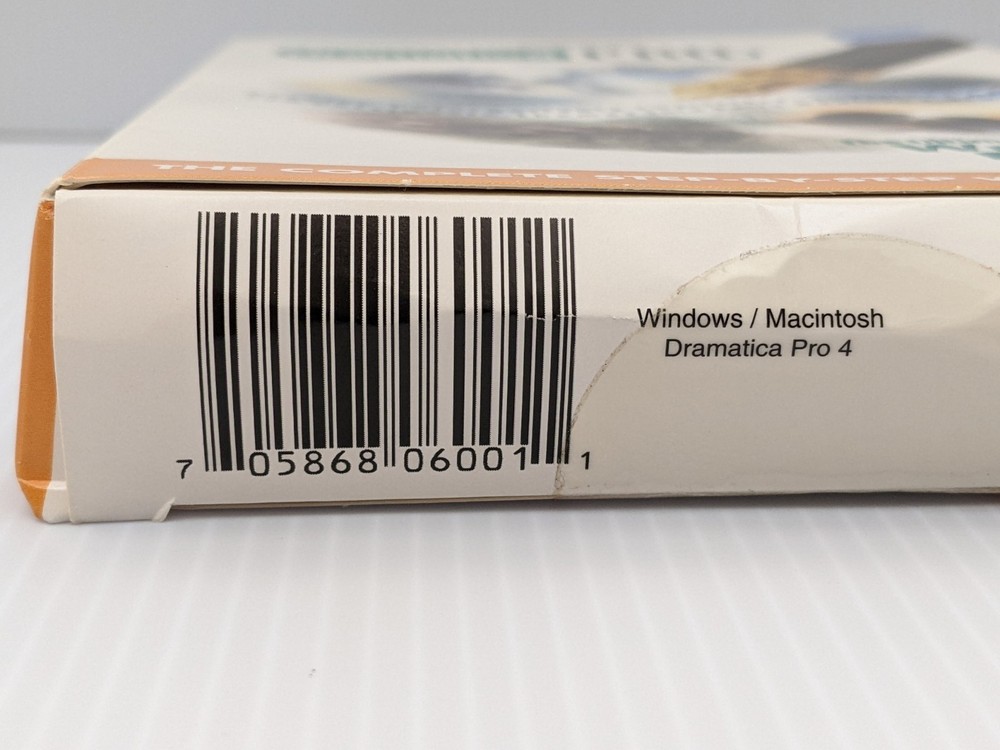 THE COMPLETE STEP-BY-STEP
Windows / Macintosh
Dramatica Pro 4
7 05868 06001 1